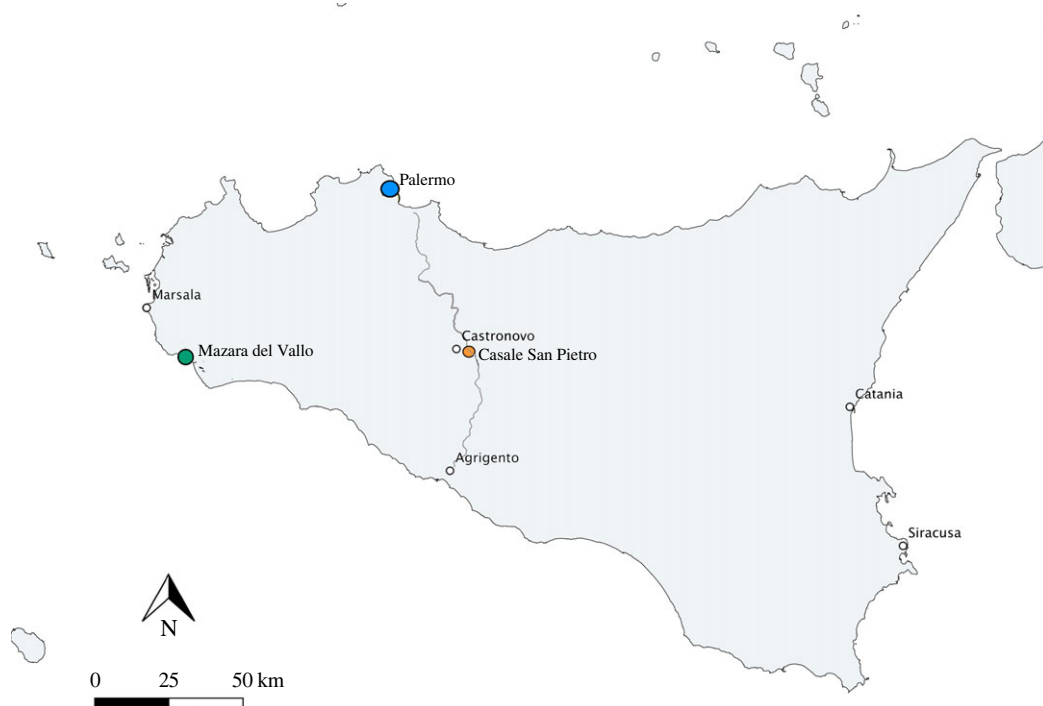 Palermo
Marsala
Castronovo
Mazara del Vallo
Casale San Pietro
Catania
Agrigento
Siracusa
N
0 25 50 km